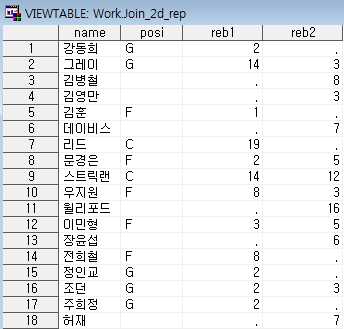 VIEWTABLE: Work.Join_2d_rep
name posi reb1 reb2
1 강동희 G 2 .
2 그레이 G 14 3
3 김병철 . 8
4 김영만 . 3
5 김훈 F 1 .
6 데이비스 . 7
7 리드 C 19 .
8 문경은 F 2 5
9 스트릭랜 C 14 12
10 우지원 F 8 3
11 윌리포드 . 16
12 이민형 F 3 5
13 장윤섭 . 6
14 전희철 F 8 .
15 정인교 G 2 .
16 조던 G 2 3
17 주희정 G 2 .
18 허재 . 7